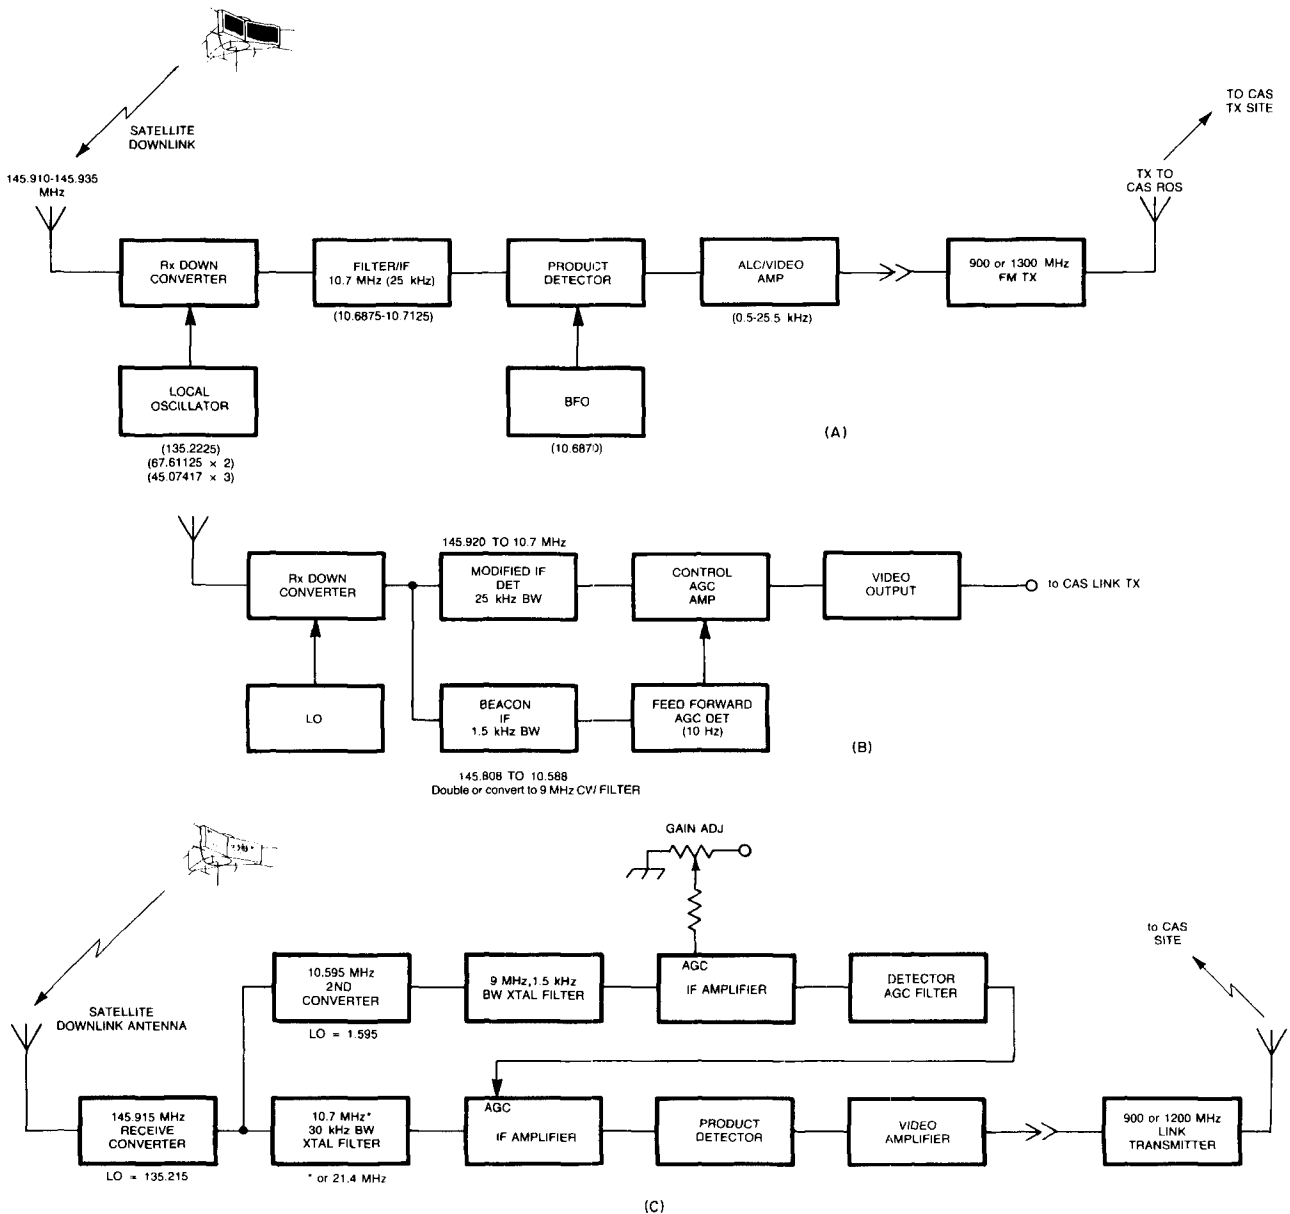 SATELLITE
DOWNLINK
TO CAS
TX SITE
145.910-145.935
MHz
TX TO
CAS ROS
Rx DOWN
CONVERTER
FILTER/IF
10.7 MHz (25 kHz)
PRODUCT
DETECTOR
ALC/VIDEO
AMP
900 or 1300 MHz
FM TX
(10.6875-10.7125)
(0.5-25.5 kHz)
LOCAL
OSCILLATOR
BFO
(135.2225)
(67.61125 × 2)
(45.07417 × 3)
(10.6870)
(A)
145.920 TO 10.7 MHz
Rx DOWN
CONVERTER
MODIFIED IF
DET
25 kHz BW
CONTROL
AGC
AMP
VIDEO
OUTPUT
to CAS LINK TX
LO
BEACON
IF
1.5 kHz BW
FEED FORWARD
AGC DET
(10 Hz)
(B)
145.808 TO 10.588
Double or convert to 9 MHz CW FILTER
GAIN ADJ
to CAS
SITE
SATELLITE
DOWNLINK ANTENNA
10.595 MHz
2ND
CONVERTER
9 MHz, 1.5 kHz
BW XTAL FILTER
AGC
IF AMPLIFIER
DETECTOR
AGC FILTER
LO = 1.595
145.915 MHz
RECEIVE
CONVERTER
10.7 MHz*
30 kHz BW
XTAL FILTER
AGC
IF AMPLIFIER
PRODUCT
DETECTOR
VIDEO
AMPLIFIER
900 or 1200 MHz
LINK
TRANSMITTER
LO = 135.215
* or 21.4 MHz
(C)